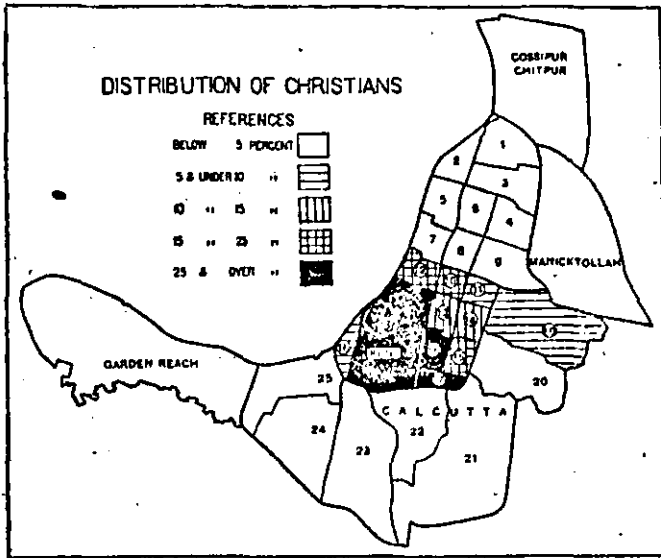 COSSIPUR
CHITPUR
DISTRIBUTION OF CHRISTIANS
REFERENCES
BELOW 5 PERCENT
5 & UNDER 10 "
10 " 15 "
15 " 25 "
25 & OVER "
1
2
3
5
6
4
7
8
9
MANICKTOLLAH
GARDEN REACH
25
20
CALCUTTA
24
23
22
21